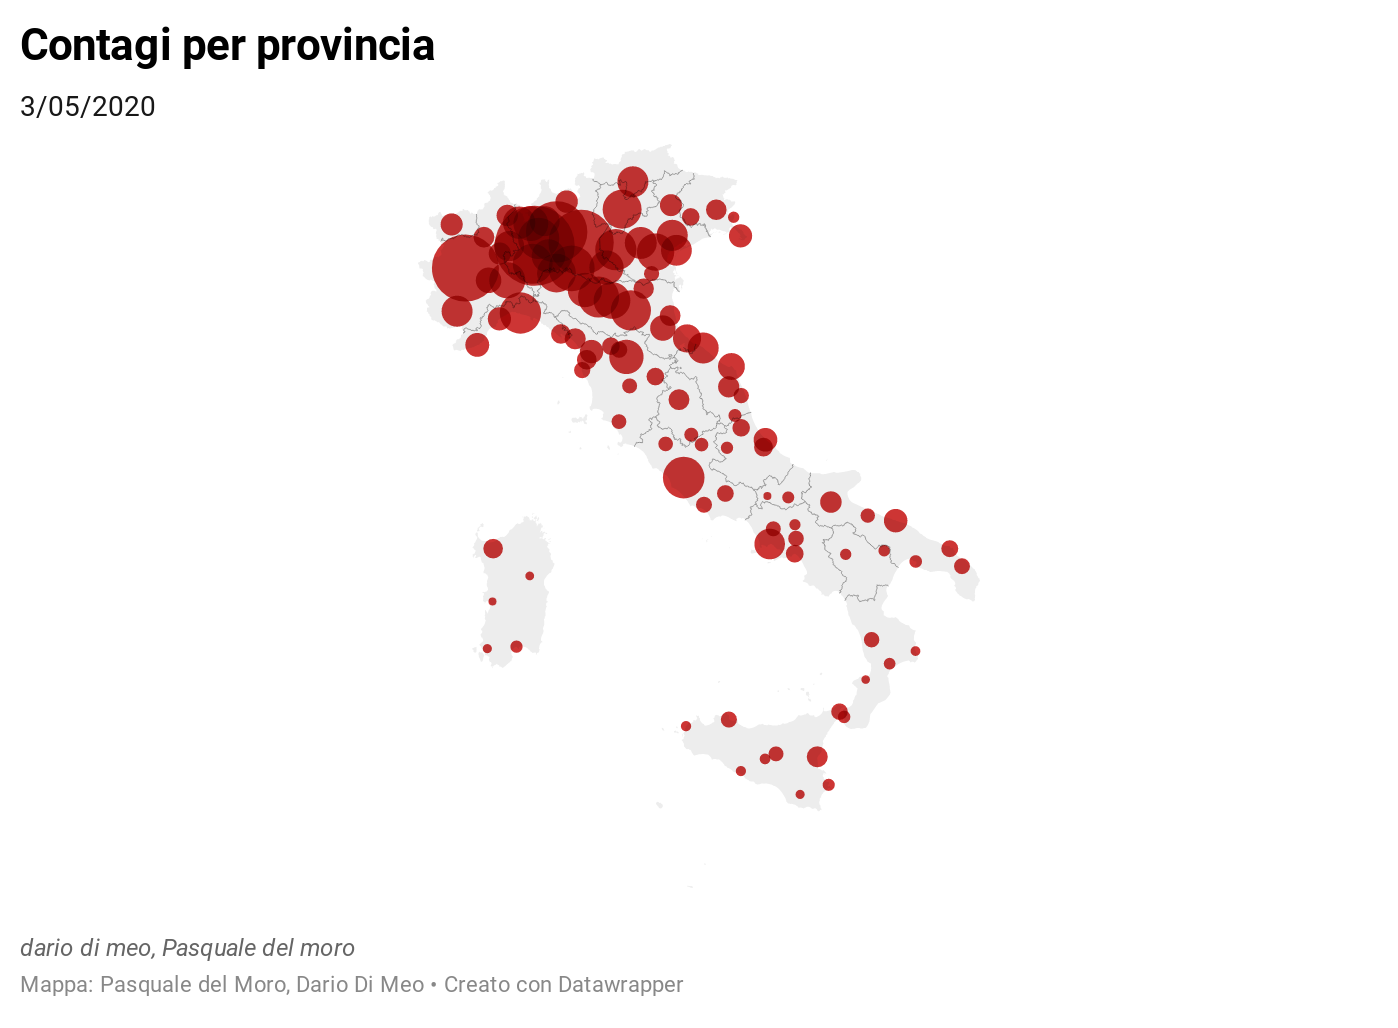 Contagi per provincia
3/05/2020
dario di meo, Pasquale del moro
Mappa: Pasquale del Moro, Dario Di Meo • Creato con Datawrapper